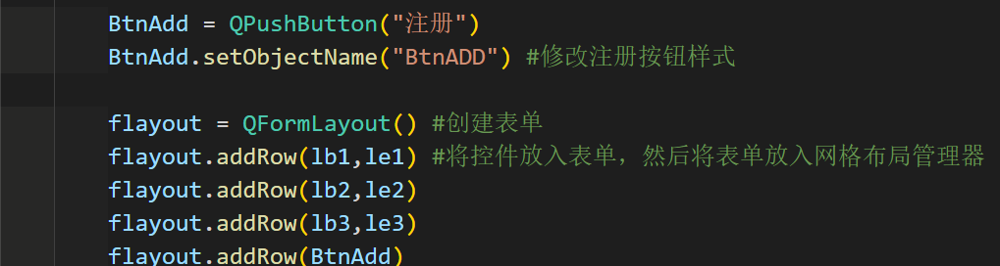 BtnAdd = QPushButton("注册")
BtnAdd.setObjectName("BtnADD") #修改注册按钮样式
flayout = QFormLayout() #创建表单
flayout.addRow(lb1,le1) #将控件放入表单，然后将表单放入网格布局管理器
flayout.addRow(lb2,le2)
flayout.addRow(lb3,le3)
flayout.addRow(BtnAdd)